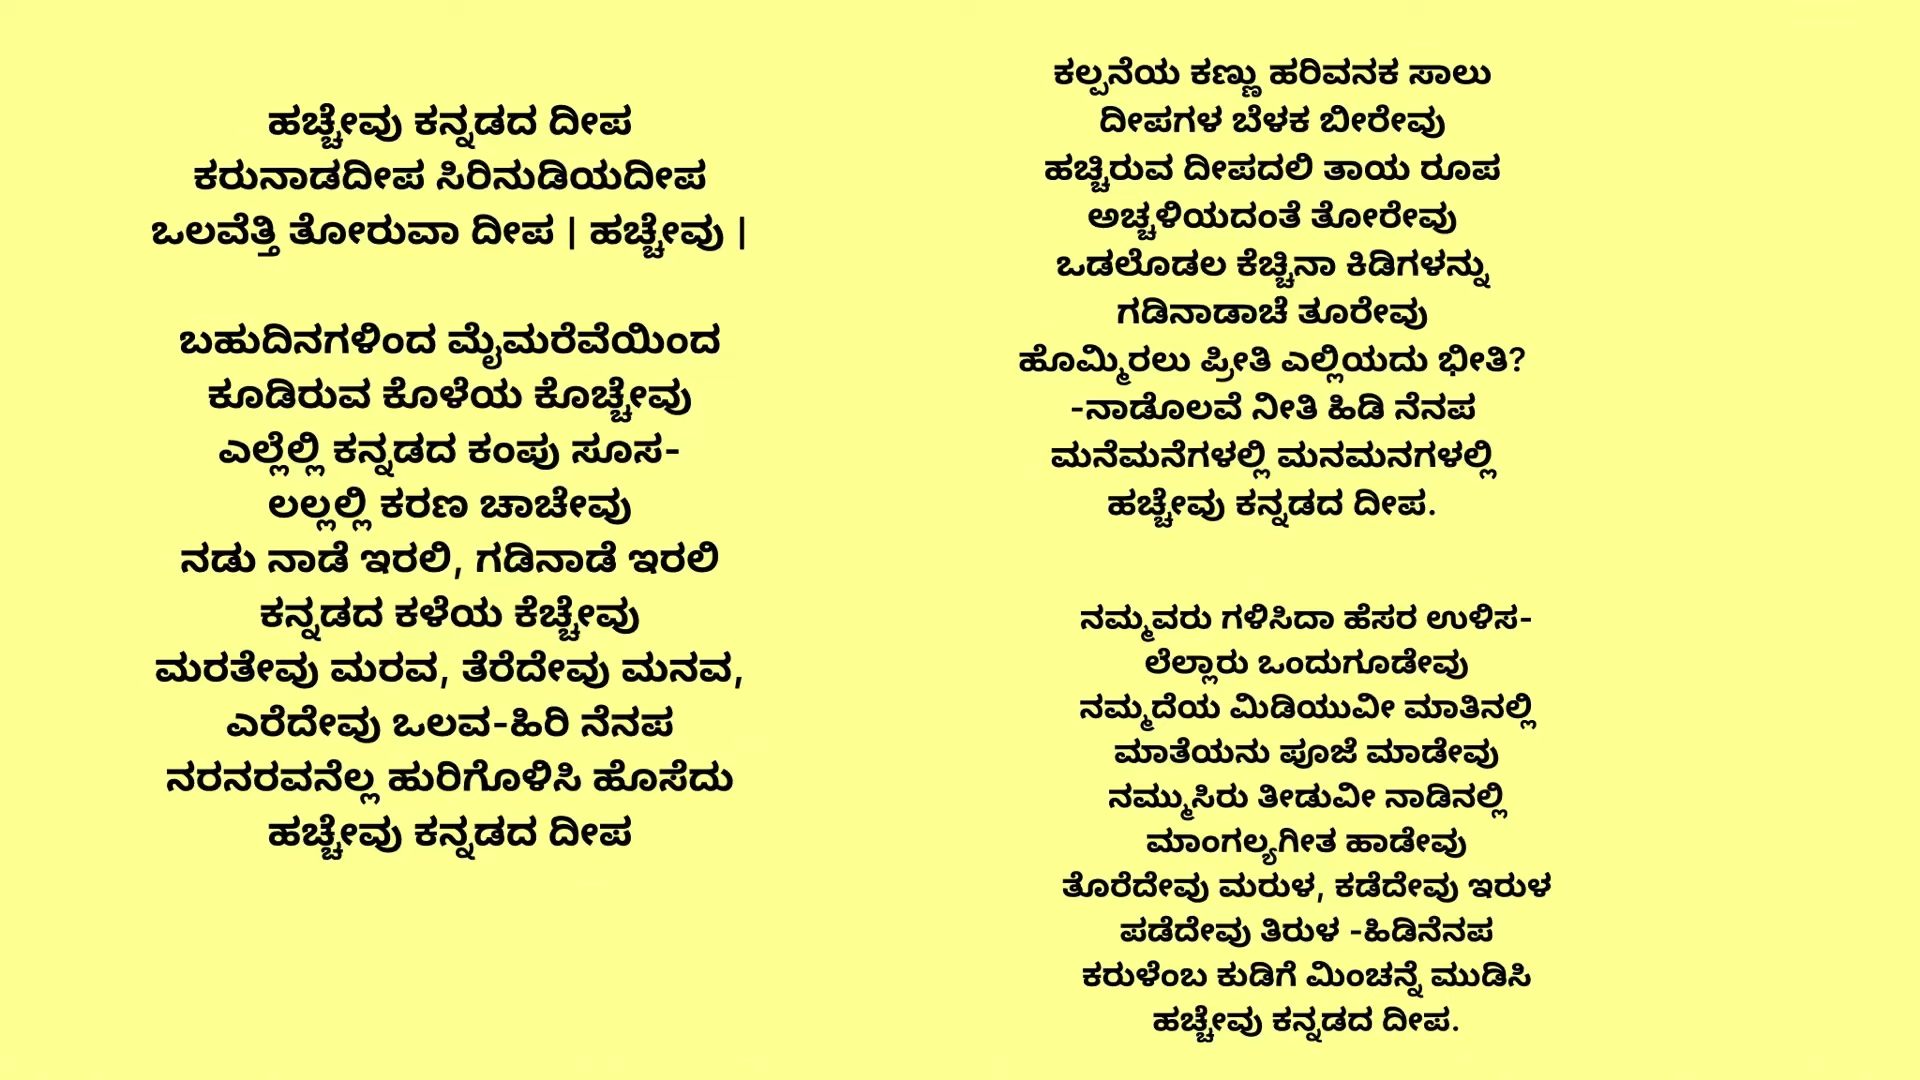 ಹಚ್ಚೇವು ಕನ್ನಡದ ದೀಪ
ಕರುನಾಡದೀಪ ಸಿರಿನುಡಿಯದೀಪ
ಒಲವೆತ್ತಿ ತೋರುವಾ ದೀಪ | ಹಚ್ಚೇವು |
ಬಹುದಿನಗಳಿಂದ ಮೈಮರೆವೆಯಿಂದ
ಕೂಡಿರುವ ಕೊಳೆಯ ಕೊಚ್ಚೇವು
ಎಲ್ಲೆಲ್ಲಿ ಕನ್ನಡದ ಕಂಪು ಸೂಸ-
ಲಲ್ಲಲ್ಲಿ ಕರಣ ಚಾಚೇವು
ನಡು ನಾಡೆ ಇರಲಿ, ಗಡಿನಾಡೆ ಇರಲಿ
ಕನ್ನಡದ ಕಳೆಯ ಕೆಚ್ಚೇವು
ಮರತೇವು ಮರವ, ತೆರೆದೇವು ಮನವ,
ಎರೆದೇವು ಒಲವ-ಹಿರಿ ನೆನಪ
ನರನರವನೆಲ್ಲ ಹುರಿಗೊಳಿಸಿ ಹೊಸೆದು
ಹಚ್ಚೇವು ಕನ್ನಡದ ದೀಪ
ಕಲ್ಪನೆಯ ಕಣ್ಣು ಹರಿವನಕ ಸಾಲು
ದೀಪಗಳ ಬೆಳಕ ಬೀರೇವು
ಹಚ್ಚಿರುವ ದೀಪದಲಿ ತಾಯ ರೂಪ
ಅಚ್ಚಳಿಯದಂತೆ ತೋರೇವು
ಒಡಲೊಡಲ ಕೆಚ್ಚಿನಾ ಕಿಡಿಗಳನ್ನು
ಗಡಿನಾಡಾಚೆ ತೂರೇವು
ಹೊಮ್ಮಿರಲು ಪ್ರೀತಿ ಎಲ್ಲಿಯದು ಭೀತಿ?
-ನಾಡೊಲವೆ ನೀತಿ ಹಿಡಿ ನೆನಪ
ಮನೆಮನೆಗಳಲ್ಲಿ ಮನಮನಗಳಲ್ಲಿ
ಹಚ್ಚೇವು ಕನ್ನಡದ ದೀಪ.
ನಮ್ಮವರು ಗಳಿಸಿದಾ ಹೆಸರ ಉಳಿಸ-
ಲೆಲ್ಲಾರು ಒಂದುಗೂಡೇವು
ನಮ್ಮದೆಯ ಮಿಡಿಯುವೀ ಮಾತಿನಲ್ಲಿ
ಮಾತೆಯನು ಪೂಜೆ ಮಾಡೇವು
ನಮ್ಮುಸಿರು ತೀಡುವೀ ನಾಡಿನಲ್ಲಿ
ಮಾಂಗಲ್ಯಗೀತ ಹಾಡೇವು
ತೊರೆದೇವು ಮರುಳ, ಕಡೆದೇವು ಇರುಳ
ಪಡೆದೇವು ತಿರುಳ -ಹಿಡಿನೆನಪ
ಕರುಳೆಂಬ ಕುಡಿಗೆ ಮಿಂಚನ್ನೆ ಮುಡಿಸಿ
ಹಚ್ಚೇವು ಕನ್ನಡದ ದೀಪ.